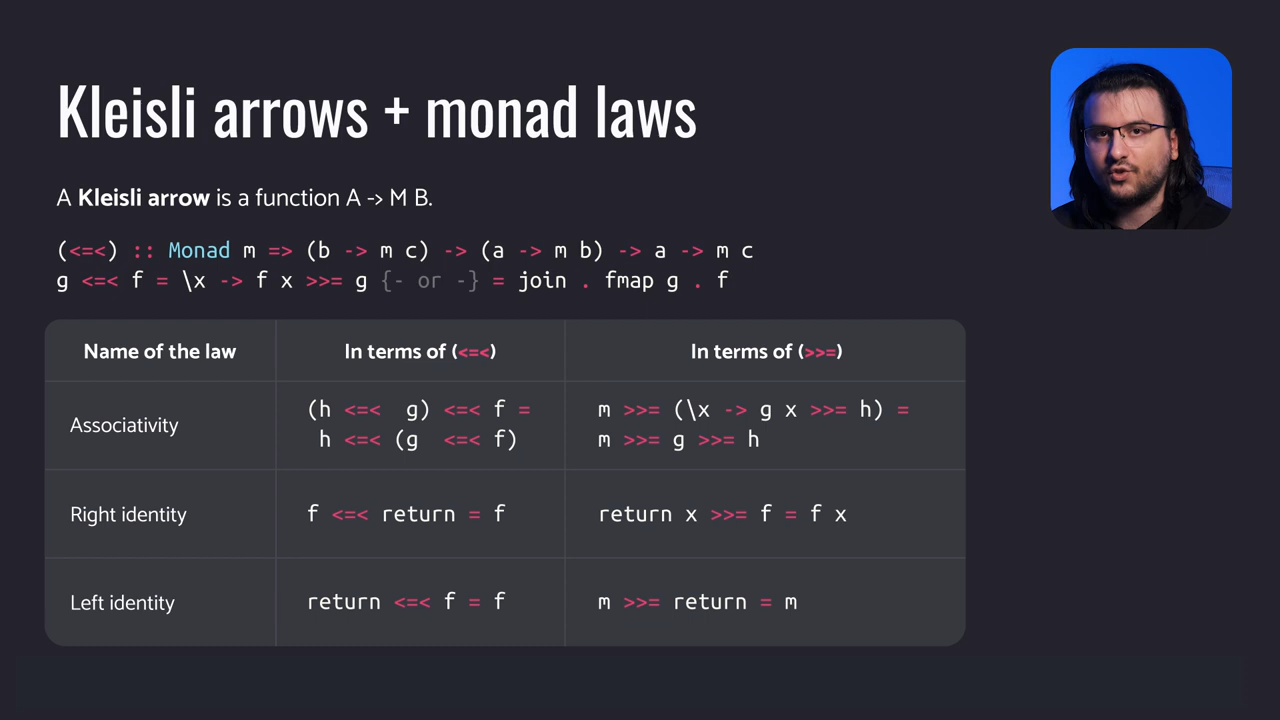 Kleisli arrows + monad laws
A Kleisli arrow is a function A -> M B.
(<=<) :: Monad m => (b -> m c) -> (a -> m b) -> a -> m c
g <=< f = \x -> f x >>= g {- or -} = join . fmap g . f
Name of the law
In terms of (<=<)
In terms of (>>=)
Associativity
(h <=<  g) <=< f =
h <=< (g  <=< f)
m >>= (\x -> g x >>= h) =
m >>= g >>= h
Right identity
f <=< return = f
return x >>= f = f x
Left identity
return <=< f = f
m >>= return = m